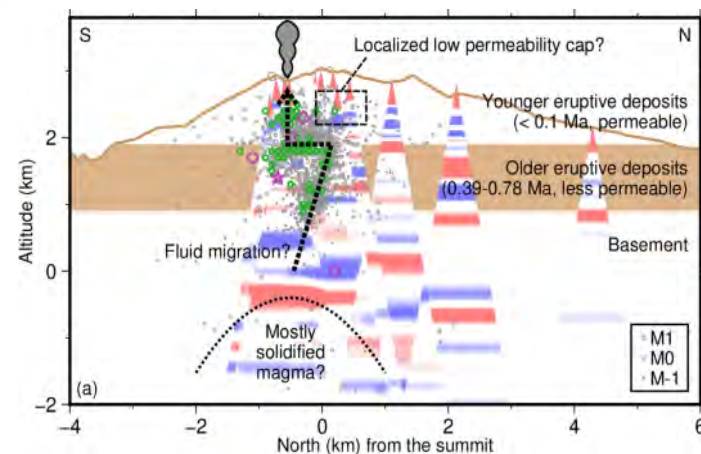 S
N
Localized low permeability cap?
Younger eruptive deposits
(< 0.1 Ma, permeable)
Older eruptive deposits
(0.39-0.78 Ma, less permeable)
Fluid migration?
Basement
Mostly
solidified
magma?
M1
M0
M-1
(a)
Altitude (km)
2
0
−2
−4
−2
0
2
4
6
North (km) from the summit